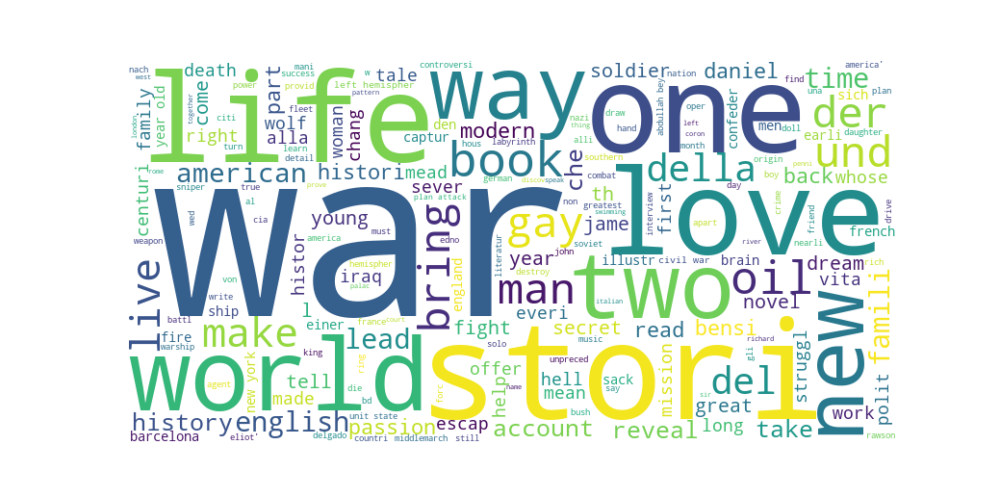 war
stori
life
love
one
world
way
new
two
man
book
bring
gay
oil
und
der
della
del
english
american
history
make
live
lead
time
daniel
soldier
death
tale
come
part
wolf
alla
right
family
year old
woman
chang
modern
captur
den
labyrinth
hous
histori
mead
sever
che
th
jame
first
back
whose
earli
men
confeder
sich
french
centuri
young
histor
iraq
year
everi
illustr
civil war
brain
dream
vita
novel
famili
polit
struggl
england
fight
secret
read
bensi
mission
offer
hell
mean
sack
help
account
reveal
great
long
take
work
passion
escap
tell
made
new york
einer
ship
fire
battl
warship
write
von
barcelona
eliot'
delgado
countri
middlemarch
still
unit state
die
bd
king
ring
agent
france
palac
hemispher
america
must
true
prove
sniper
al
cia
wed
weapon
plan attack
german
discov
speak
edno
literatur
destroy
soviet
john
non
greatest
swimming
combat
alli
nazi
thing
southern
interview
apart
day
crime
boy
penni
origin
friend
drive
daughter
river
nearli
rich
gli
richard
sir
say
name
bush
music
solo
unpreced
italian
rawson
controversi
left hemispher
w
mani
success
provid
power
pattern
fleet
learn
detail
turn
citi
together
london
rome
nach
west
draw
hand
oper
left
coron
month
doll
abdullah bey
nation
find
una
plan
america'
l